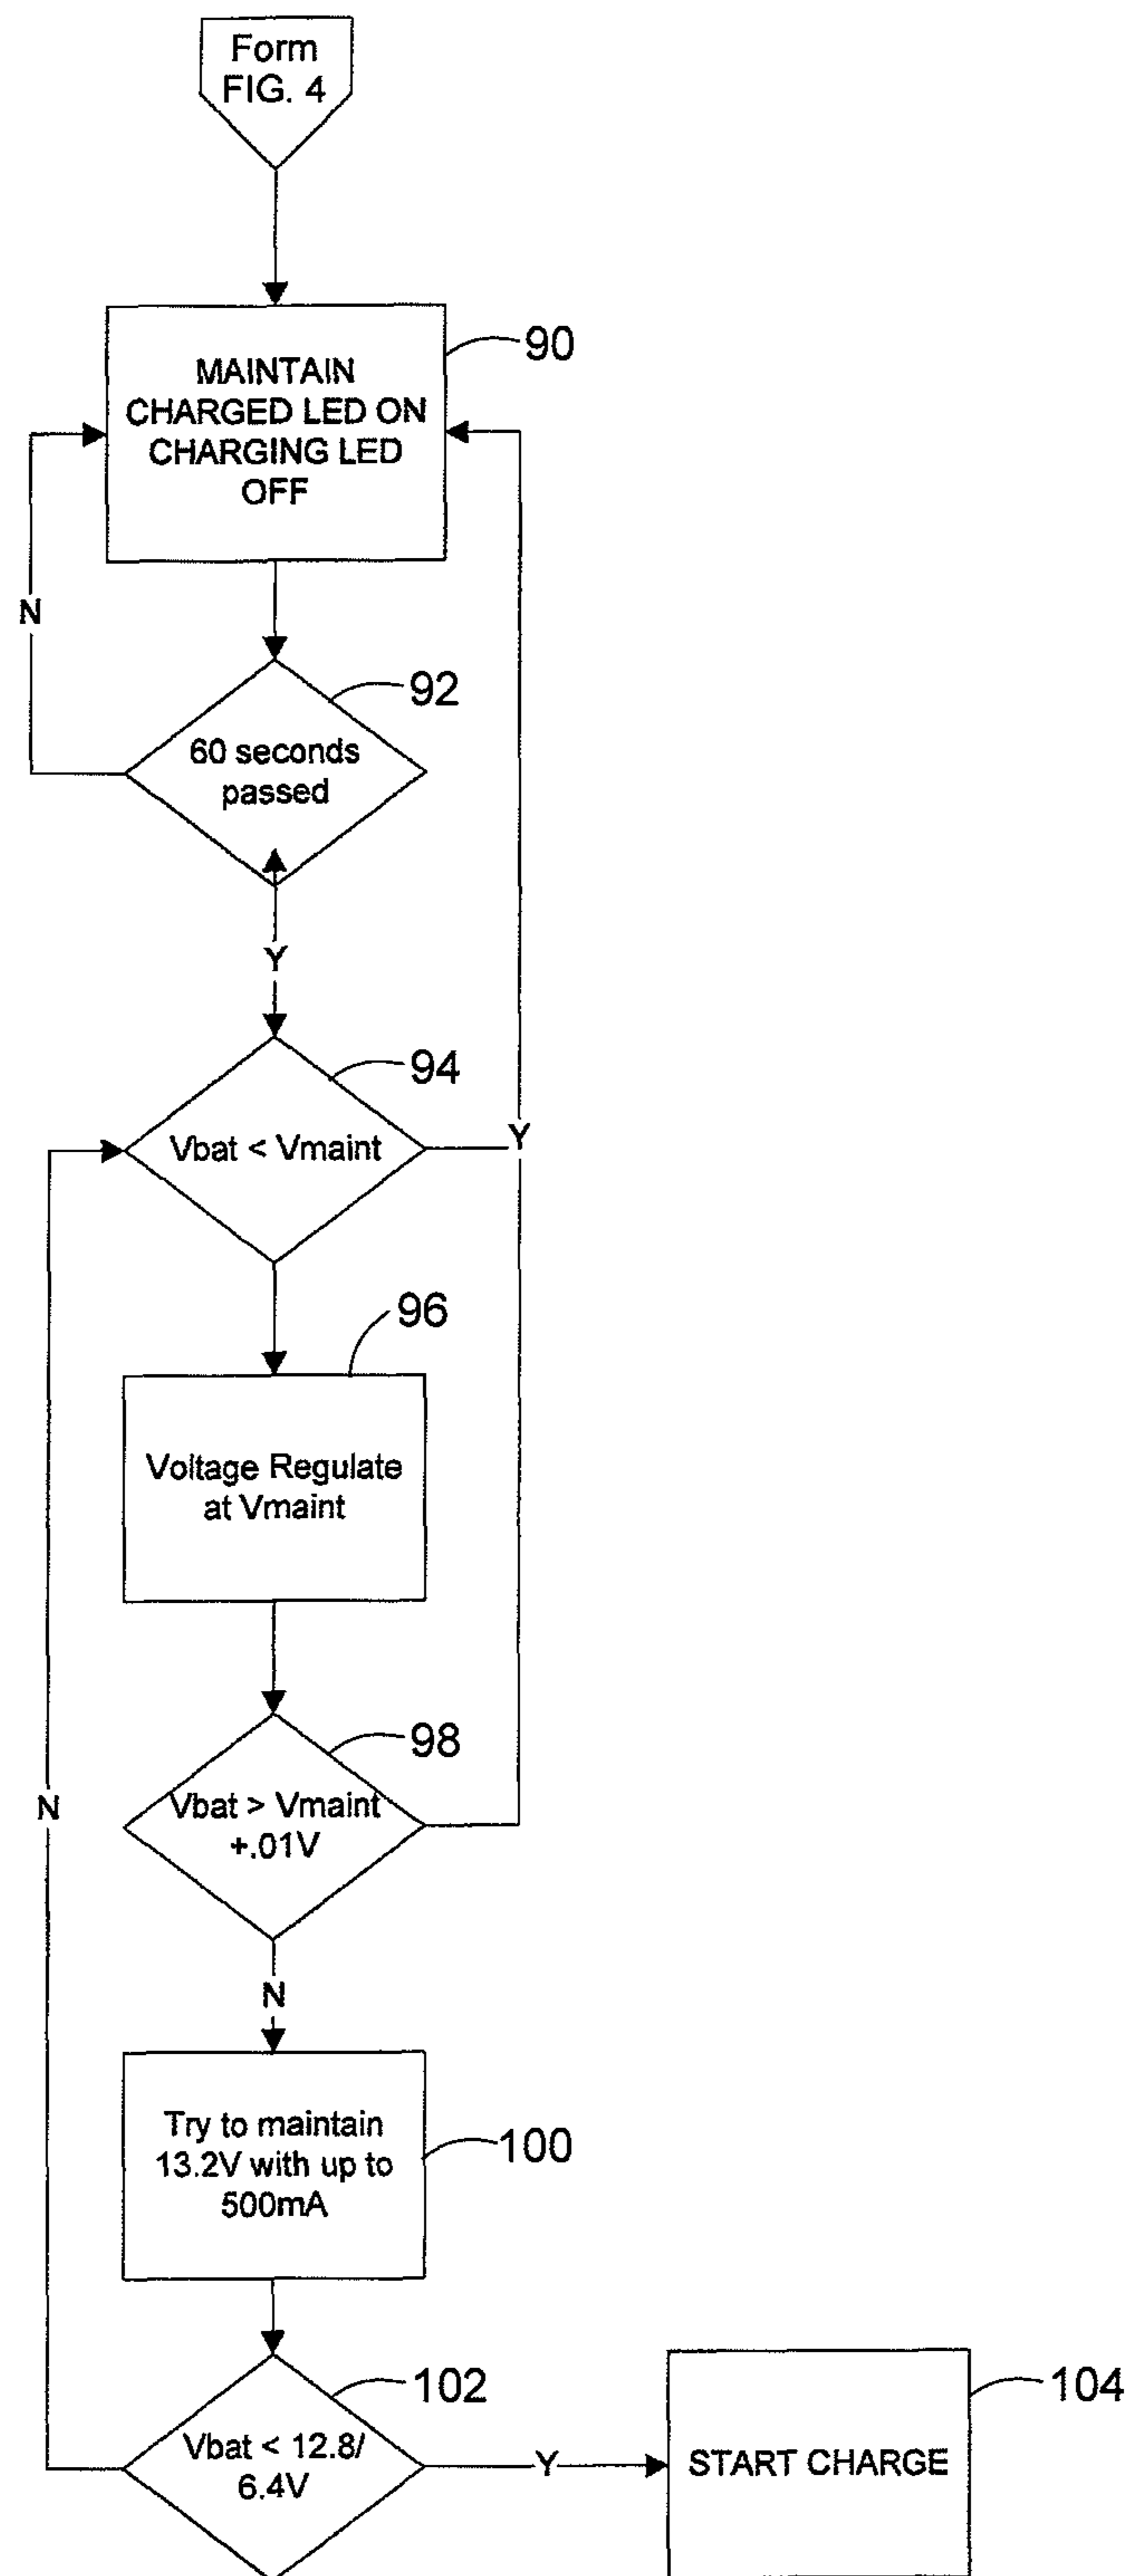 Form
FIG. 4
90
MAINTAIN
CHARGED LED ON
CHARGING LED
OFF
N
92
60 seconds
passed
Y
94
Vbat < Vmaint
Y
96
Voltage Regulate
at Vmaint
98
Vbat > Vmaint
+.01V
N
N
Try to maintain
13.2V with up to
500mA
100
102
Vbat < 12.8/
6.4V
Y
START CHARGE
104